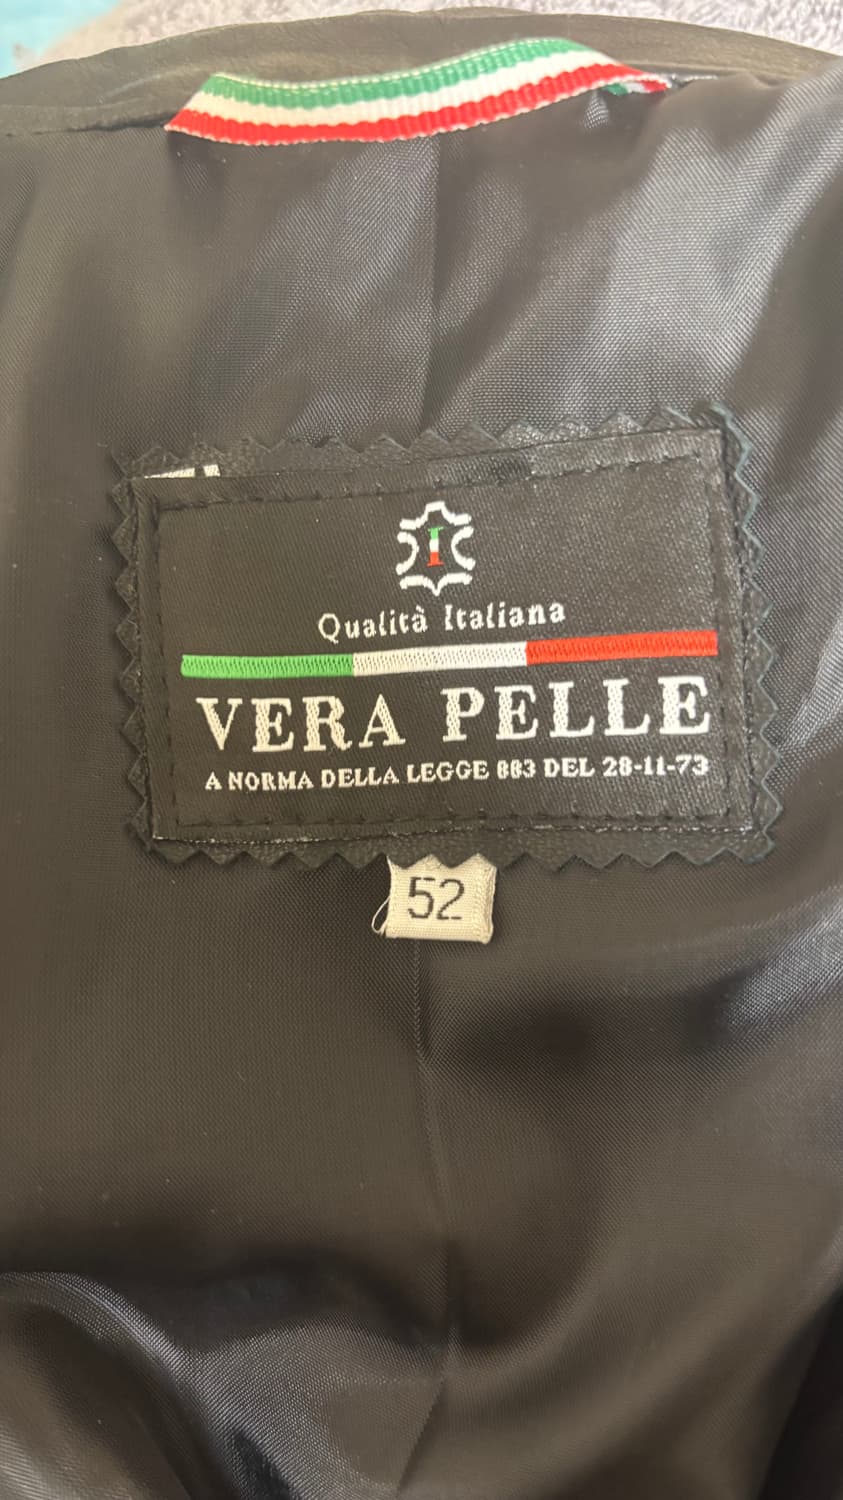 I
Qualità Italiana
VERA PELLE
A NORMA DELLA LEGGE 883 DEL 28-11-73
52